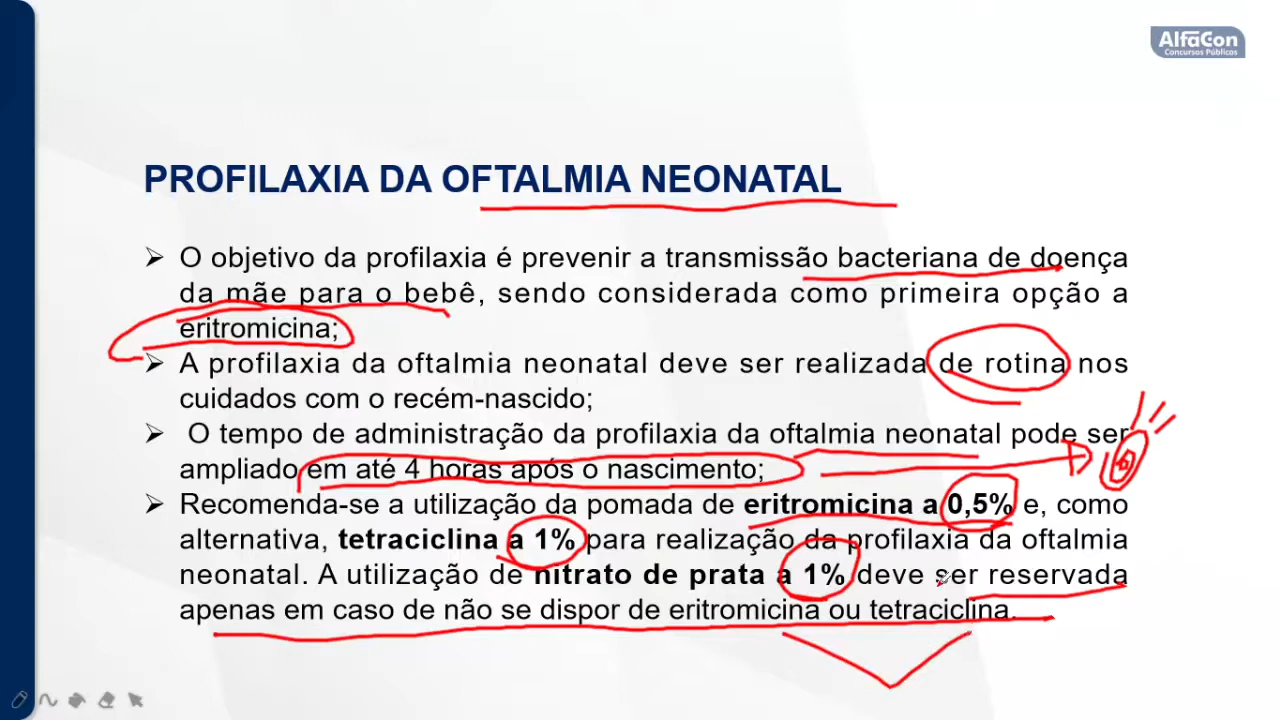 AlfaCon
Concursos Públicos
PROFILAXIA DA OFTALMIA NEONATAL
➢ O objetivo da profilaxia é prevenir a transmissão bacteriana de doença
da mãe para o bebê, sendo considerada como primeira opção a
eritromicina;
➢ A profilaxia da oftalmia neonatal deve ser realizada de rotina nos
cuidados com o recém-nascido;
➢ O tempo de administração da profilaxia da oftalmia neonatal pode ser
ampliado em até 4 horas após o nascimento;
➢ Recomenda-se a utilização da pomada de eritromicina a 0,5% e, como
alternativa, tetraciclina a 1% para realização da profilaxia da oftalmia
neonatal. A utilização de nitrato de prata a 1% deve ser reservada
apenas em caso de não se dispor de eritromicina ou tetraciclina.